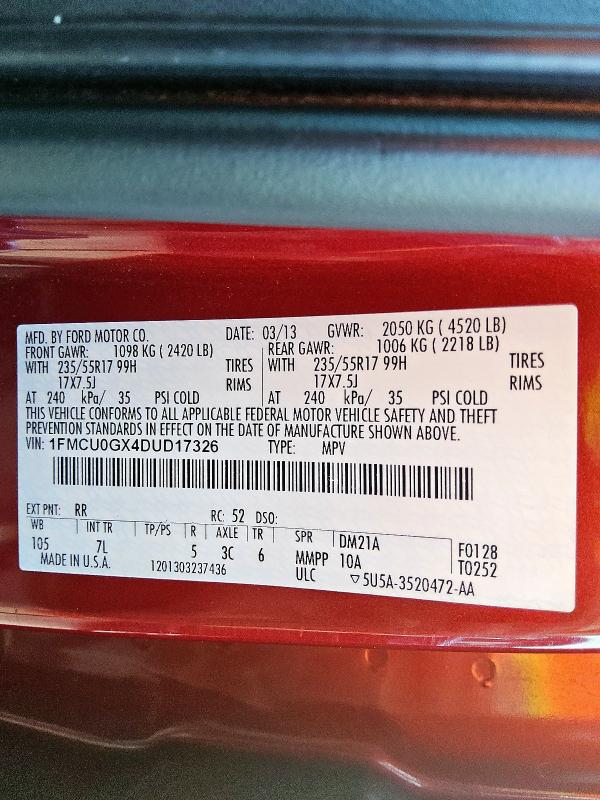 MFD. BY FORD MOTOR CO. DATE: 03/13 GVWR: 2050 KG ( 4520 LB)
FRONT GAWR: 1098 KG ( 2420 LB) REAR GAWR: 1006 KG ( 2218 LB)
WITH 235/55R17 99H TIRES WITH 235/55R17 99H TIRES
17X7.5J RIMS 17X7.5J RIMS
AT 240 kPa/ 35 PSI COLD AT 240 kPa/ 35 PSI COLD
THIS VEHICLE CONFORMS TO ALL APPLICABLE FEDERAL MOTOR VEHICLE SAFETY AND THEFT
PREVENTION STANDARDS IN EFFECT ON THE DATE OF MANUFACTURE SHOWN ABOVE.
VIN: 1FMCU0GX4DUD17326 TYPE: MPV
EXT PNT: RR RC: 52 DSO:
WB INT TR TP/PS R AXLE TR SPR DM21A F0128
105 7L 5 3C 6 MMPP 10A T0252
MADE IN U.S.A. 1201303237436 ULC ▽5U5A-3520472-AA